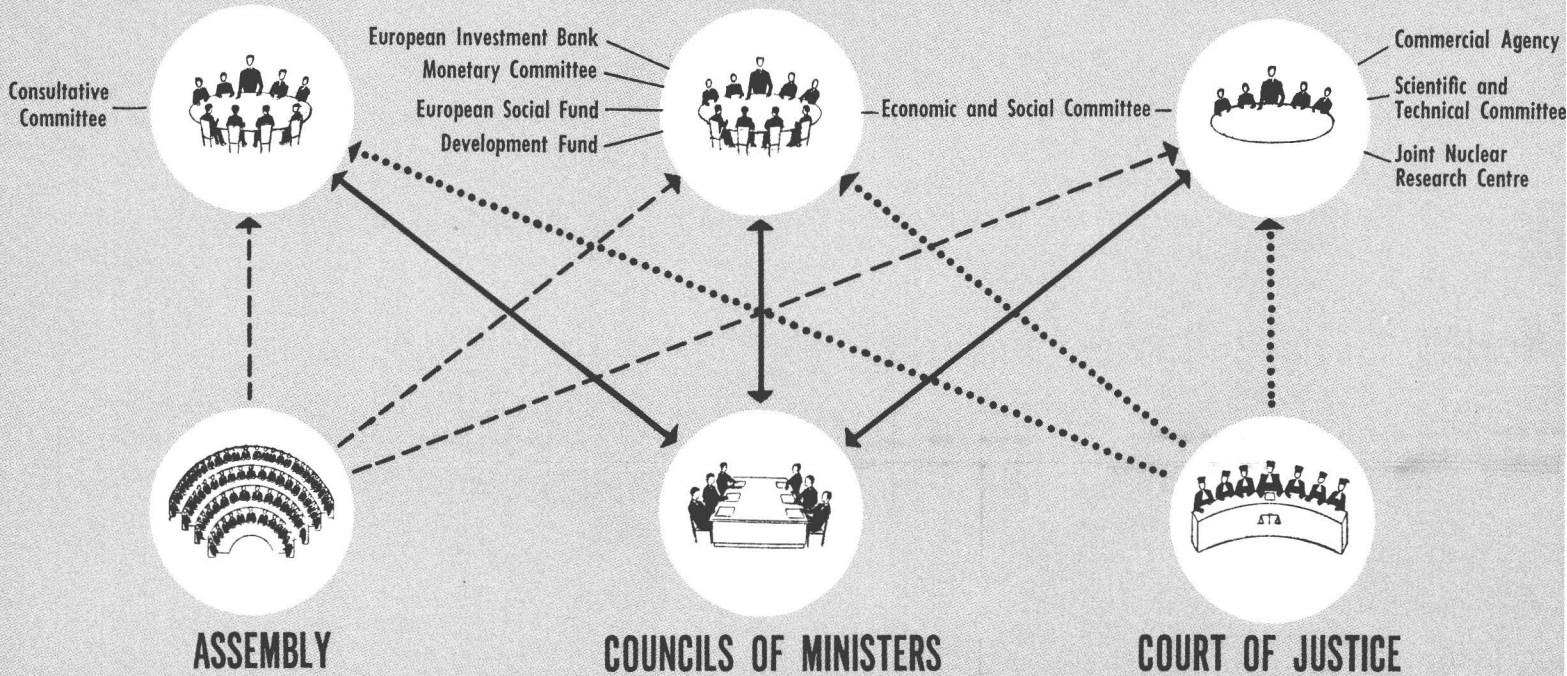 Consultative
Committee
European Investment Bank
Monetary Committee
European Social Fund
Development Fund
Economic and Social Committee
Commercial Agency
Scientific and
Technical Committee
Joint Nuclear
Research Centre
ASSEMBLY
COUNCILS OF MINISTERS
COURT OF JUSTICE